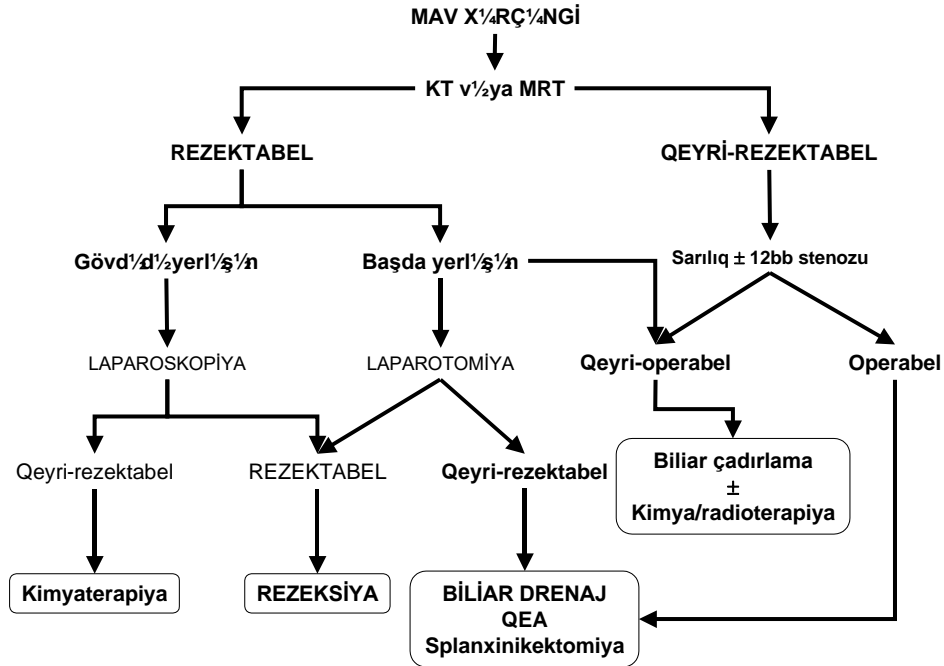 MAV X¼RÇ¼NGİ
KT v½ya MRT
REZEKTABEL
QEYRİ-REZEKTABEL
Gövd½d½yerl½ş½n
Başda yerl½ş½n
Sarılıq ± 12bb stenozu
LAPAROSKOPİYA
LAPAROTOMİYA
Qeyri-operabel
Operabel
Qeyri-rezektabel
REZEKTABEL
Qeyri-rezektabel
Biliar çadırlama
±
Kimya/radioterapiya
Kimyaterapiya
REZEKSİYA
BİLİAR DRENAJ
QEA
Splanxinikektomiya